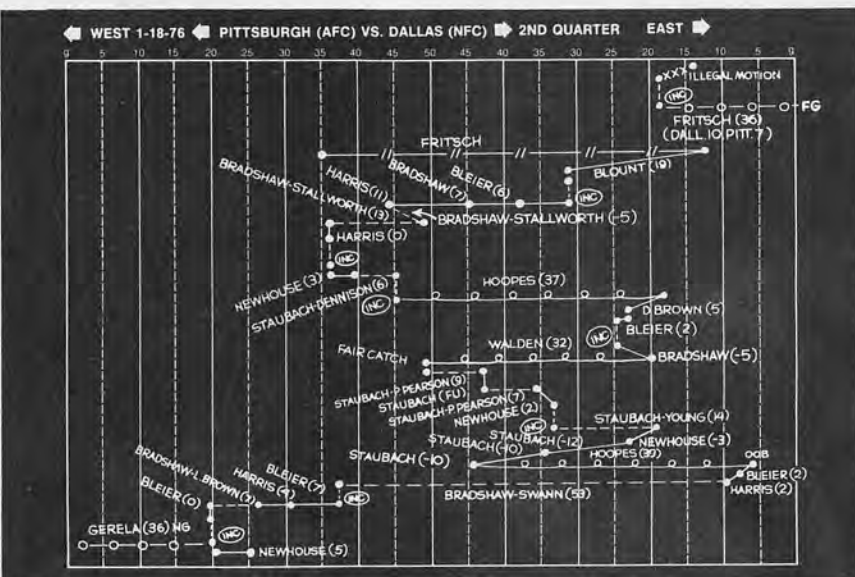 WEST 1-18-76 PITTSBURGH (AFC) VS. DALLAS (NFC) 2ND QUARTER EAST
0 5 10 15 20 25 30 35 40 45 50 45 40 35 30 25 20 15 10 5 0
XXX ILLEGAL MOTION
INC
FG
FRITSCH (36)
(DALL. 10, PITT. 7)
FRITSCH
BLOUNT (19)
BRADSHAW-STALLWORTH (13)
HARRIS (11)
BRADSHAW (7)
BLEIER (6)
INC
BRADSHAW-STALLWORTH (-5)
HARRIS (0)
INC
NEWHOUSE (3)
STAUBACH-DENNISON (6)
INC
HOOPES (37)
D BROWN (5)
BLEIER (2)
INC
WALDEN (32)
BRADSHAW (-5)
FAIR CATCH
STAUBACH-P. PEARSON (9)
STAUBACH (FU)
STAUBACH-P. PEARSON (7)
NEWHOUSE (2)
INC
STAUBACH-YOUNG (14)
NEWHOUSE (-3)
STAUBACH (-12)
STAUBACH (-10)
STAUBACH (-10)
HOOPES (39)
OOB
BLEIER (2)
HARRIS (2)
BRADSHAW-SWANN (53)
INC
BLEIER (7)
HARRIS (4)
BRADSHAW-L. BROWN (7)
BLEIER (0)
GERELA (36) NG
INC
NEWHOUSE (5)